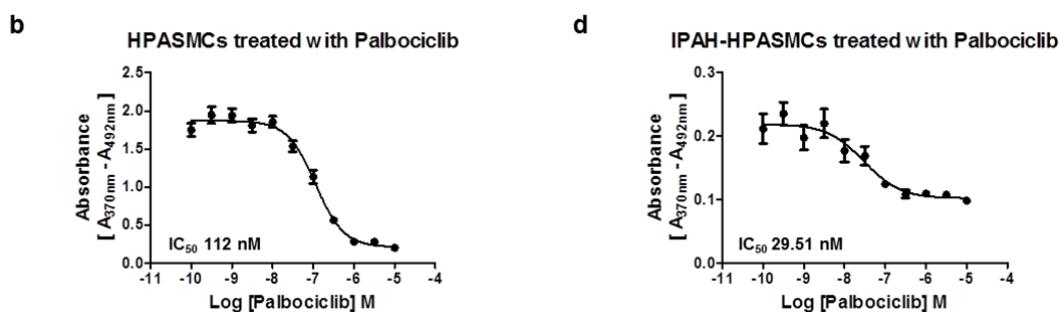 b
HPASMCs treated with Palbociclib
Absorbance
[ A370nm - A492nm]
2.5
2.0
1.5
1.0
0.5
0.0
IC50 112 nM
-11 -10 -9 -8 -7 -6 -5 -4
Log [Palbociclib] M
d
IPAH-HPASMCs treated with Palbociclib
Absorbance
[ A370nm - A492nm]
0.3
0.2
0.1
0.0
IC50 29.51 nM
-11 -10 -9 -8 -7 -6 -5 -4
Log [Palbociclib] M